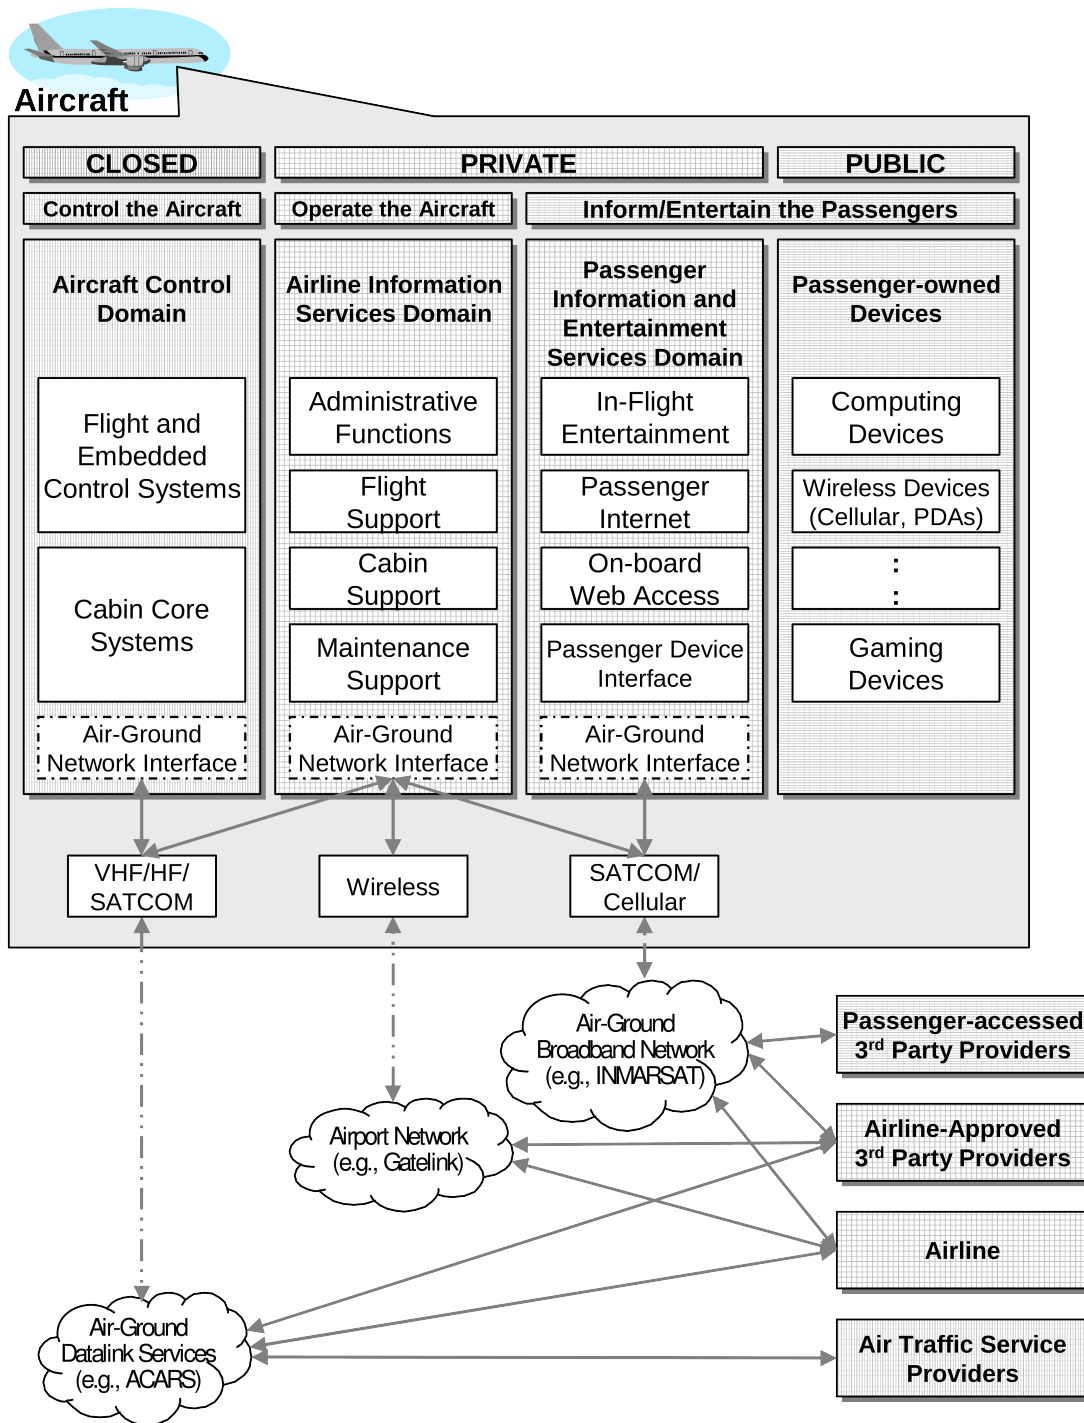 Aircraft
CLOSED
PRIVATE
PUBLIC
Control the Aircraft
Operate the Aircraft
Inform/Entertain the Passengers
Aircraft Control
Domain
Airline Information
Services Domain
Passenger
Information and
Entertainment
Services Domain
Passenger-owned
Devices
Flight and
Embedded
Control Systems
Cabin Core
Systems
Air-Ground
Network Interface
Administrative
Functions
Flight
Support
Cabin
Support
Maintenance
Support
Air-Ground
Network Interface
In-Flight
Entertainment
Passenger
Internet
On-board
Web Access
Passenger Device
Interface
Air-Ground
Network Interface
Computing
Devices
Wireless Devices
(Cellular, PDAs)
:
:
Gaming
Devices
VHF/HF/
SATCOM
Wireless
SATCOM/
Cellular
Air-Ground
Broadband Network
(e.g., INMARSAT)
Airport Network
(e.g., Gatelink)
Air-Ground
Datalink Services
(e.g., ACARS)
Passenger-accessed
3rd Party Providers
Airline-Approved
3rd Party Providers
Airline
Air Traffic Service
Providers